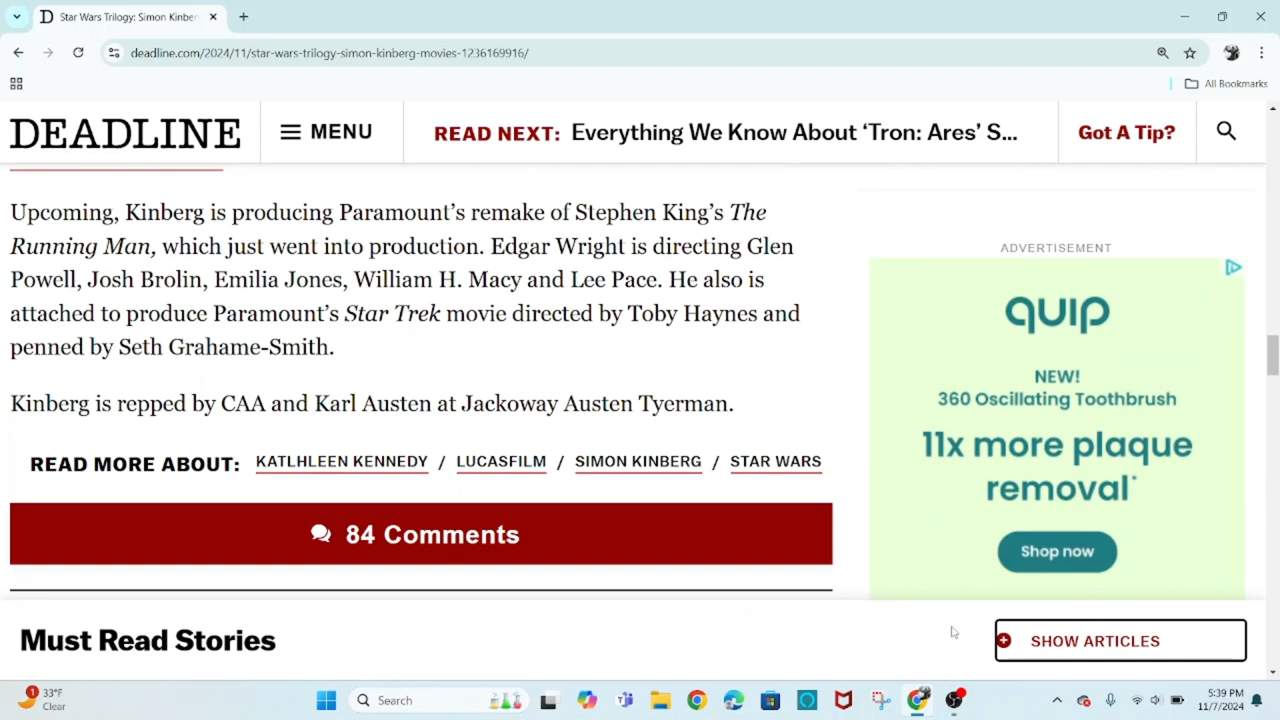 Star Wars Trilogy: Simon Kinber
deadline.com/2024/11/star-wars-trilogy-simon-kinberg-movies-1236169916/
All Bookmarks
DEADLINE
MENU
READ NEXT: Everything We Know About ‘Tron: Ares’ S...
Got A Tip?
Upcoming, Kinberg is producing Paramount’s remake of Stephen King’s The
Running Man, which just went into production. Edgar Wright is directing Glen
Powell, Josh Brolin, Emilia Jones, William H. Macy and Lee Pace. He also is
attached to produce Paramount’s Star Trek movie directed by Toby Haynes and
penned by Seth Grahame-Smith.
Kinberg is repped by CAA and Karl Austen at Jackoway Austen Tyerman.
READ MORE ABOUT: KATLHLEEN KENNEDY / LUCASFILM / SIMON KINBERG / STAR WARS
84 Comments
ADVERTISEMENT
quip
NEW!
360 Oscillating Toothbrush
11x more plaque
removal*
Shop now
Must Read Stories
SHOW ARTICLES
1
33°F
Clear
Search
5:39 PM
11/7/2024